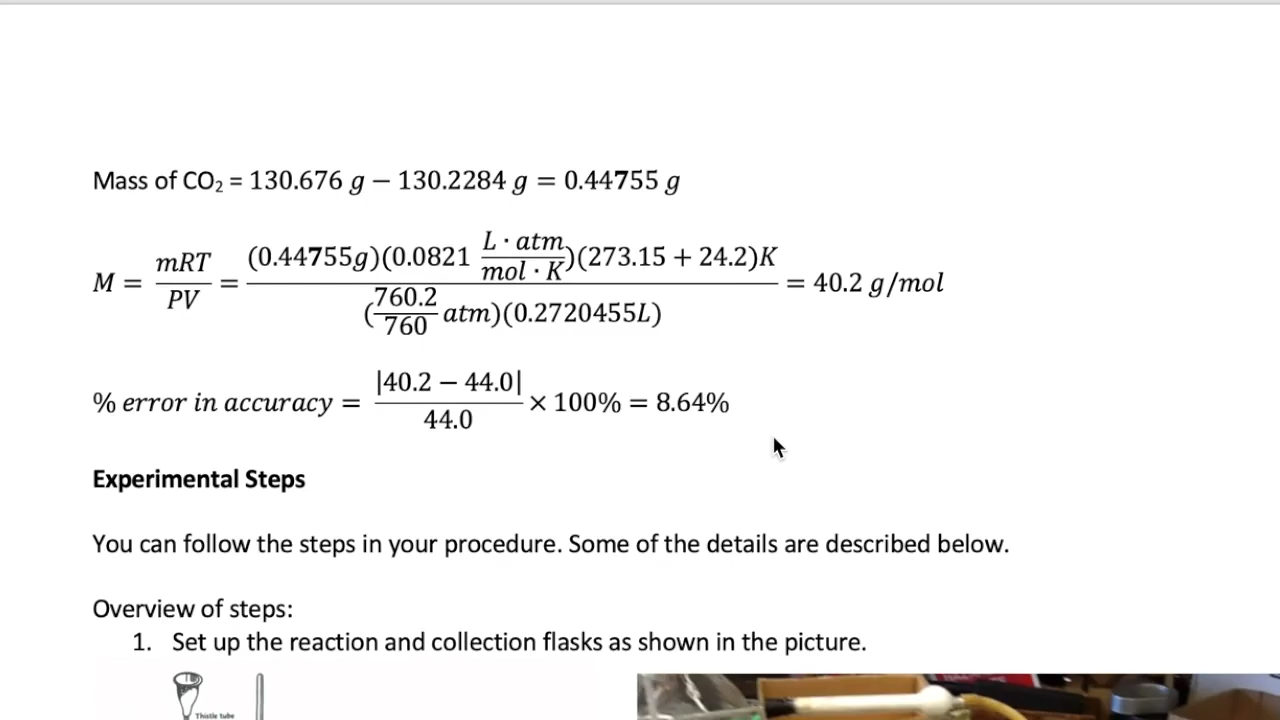 Mass of CO₂ = 130.676 g − 130.2284 g = 0.44755 g
M = mRT / PV = (0.44755g)(0.0821 L · atm / mol · K)(273.15 + 24.2)K / (760.2 / 760 atm)(0.2720455L) = 40.2 g/mol
% error in accuracy = |40.2 − 44.0| / 44.0 × 100% = 8.64%
Experimental Steps
You can follow the steps in your procedure. Some of the details are described below.
Overview of steps:
1. Set up the reaction and collection flasks as shown in the picture.
Thistle tube